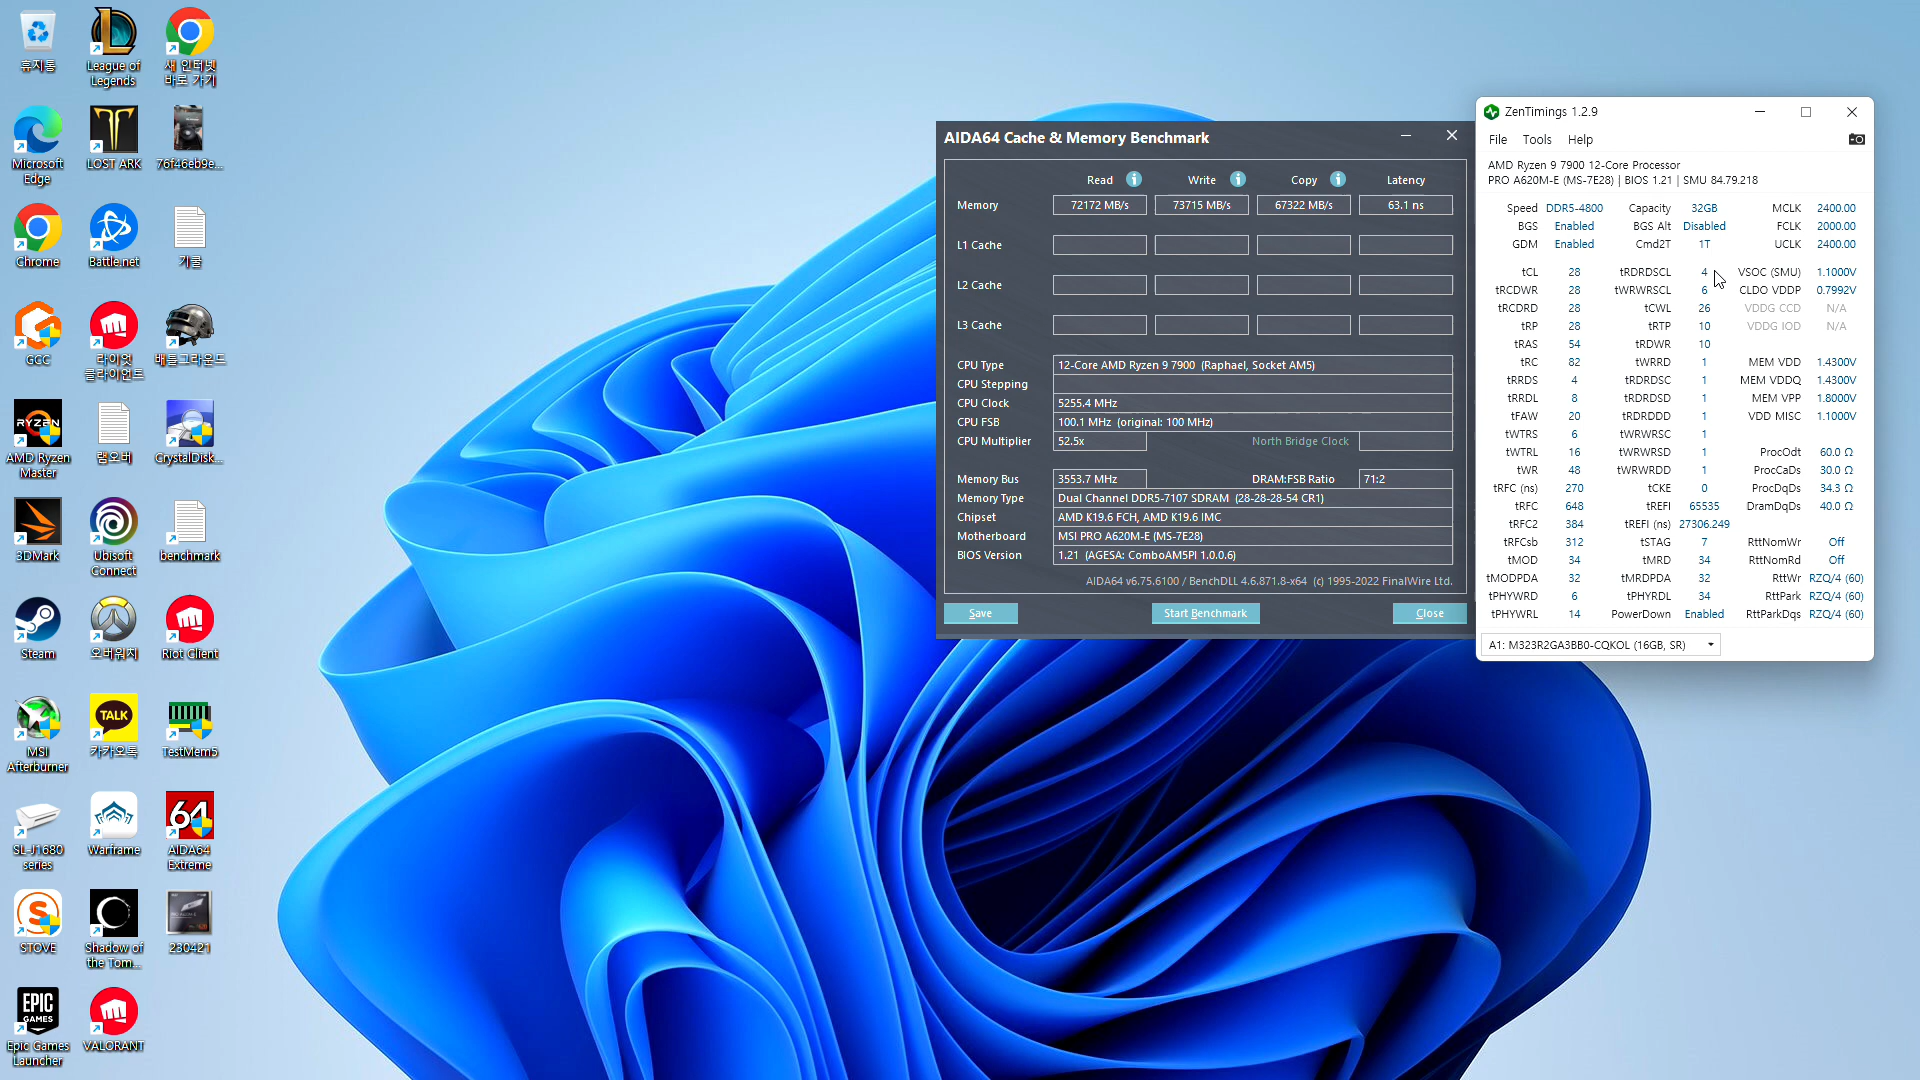 휴지통
League of
Legends
새 인터넷
바로 가기
Microsoft
Edge
LOST ARK
76f46eb9e...
Chrome
Battle.net
기쿨
GCC
라이엇
클라이언트
배틀그라운드
RYZEN
AMD Ryzen
Master
램오버
CrystalDisk...
3DMark
Ubisoft
Connect
benchmark
Steam
오버워치
Riot Client
MSI
Afterburner
TALK
카카오톡
TestMem5
SL-J1680
series
Warframe
64
AIDA64
Extreme
STOVE
Shadow of
the Tom...
230421
EPIC
GAMES
Epic Games
Launcher
VALORANT
AIDA64 Cache & Memory Benchmark
Read Write Copy Latency
Memory 72172 MB/s 73715 MB/s 67322 MB/s 63.1 ns
L1 Cache
L2 Cache
L3 Cache
CPU Type 12-Core AMD Ryzen 9 7900 (Raphael, Socket AM5)
CPU Stepping
CPU Clock 5255.4 MHz
CPU FSB 100.1 MHz (original: 100 MHz)
CPU Multiplier 52.5x North Bridge Clock
Memory Bus 3553.7 MHz DRAM:FSB Ratio 71:2
Memory Type Dual Channel DDR5-7107 SDRAM (28-28-28-54 CR1)
Chipset AMD K19.6 FCH, AMD K19.6 IMC
Motherboard MSI PRO A620M-E (MS-7E28)
BIOS Version 1.21 (AGESA: ComboAM5PI 1.0.0.6)
AIDA64 v6.75.6100 / BenchDLL 4.6.871.8-x64 (c) 1995-2022 FinalWire Ltd.
Save Start Benchmark Close
ZenTimings 1.2.9
File Tools Help
AMD Ryzen 9 7900 12-Core Processor
PRO A620M-E (MS-7E28) | BIOS 1.21 | SMU 84.79.218
Speed DDR5-4800 Capacity 32GB MCLK 2400.00
BGS Enabled BGS Alt Disabled FCLK 2000.00
GDM Enabled Cmd2T 1T UCLK 2400.00
tCL 28 tRDRDSCL 4 VSOC (SMU) 1.1000V
tRCDWR 28 tWRWRSCL 6 CLDO VDDP 0.7992V
tRCDRD 28 tCWL 26 VDDG CCD N/A
tRP 28 tRTP 10 VDDG IOD N/A
tRAS 54 tRDWR 10
tRC 82 tWRRD 1 MEM VDD 1.4300V
tRRDS 4 tRDRDSC 1 MEM VDDQ 1.4300V
tRRDL 8 tRDRDSD 1 MEM VPP 1.8000V
tFAW 20 tRDRDDD 1 VDD MISC 1.1000V
tWTRS 6 tWRWRSC 1
tWTRL 16 tWRWRSD 1 ProcOdt 60.0 Ω
tWR 48 tWRWRDD 1 ProcCaDs 30.0 Ω
tRFC (ns) 270 tCKE 0 ProcDqDs 34.3 Ω
tRFC 648 tREFI 65535 DramDqDs 40.0 Ω
tRFC2 384 tREFI (ns) 27306.249
tRFCsb 312 tSTAG 7 RttNomWr Off
tMOD 34 tMRD 34 RttNomRd Off
tMODPDA 32 tMRDPDA 32 RttWr RZQ/4 (60)
tPHYWRD 6 tPHYRDL 34 RttPark RZQ/4 (60)
tPHYWRL 14 PowerDown Enabled RttParkDqs RZQ/4 (60)
A1: M323R2GA3BB0-CQKOL (16GB, SR)